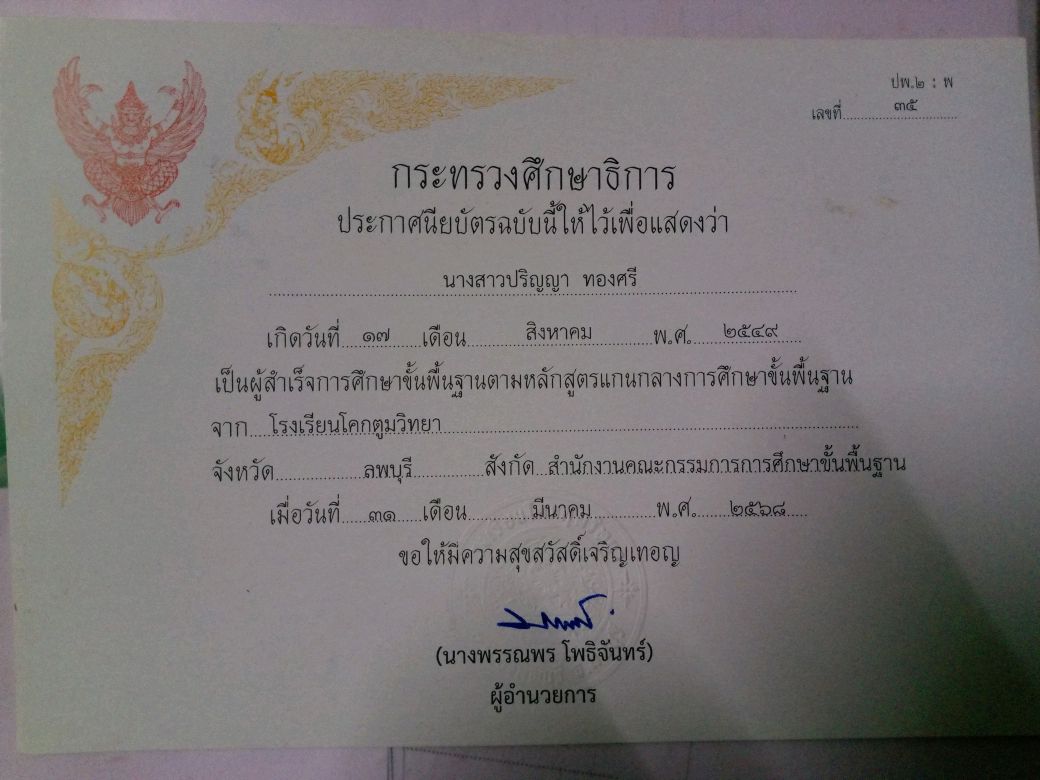 ปพ.๒ : พ
เลขที่ ๓๕
กระทรวงศึกษาธิการ
ประกาศนียบัตรฉบับนี้ให้ไว้เพื่อแสดงว่า
นางสาวปริญญา ทองศรี
เกิดวันที่ ๑๗ เดือน สิงหาคม พ.ศ. ๒๕๔๙
เป็นผู้สำเร็จการศึกษาขั้นพื้นฐานตามหลักสูตรแกนกลางการศึกษาขั้นพื้นฐาน
จาก โรงเรียนโคกตูมวิทยา
จังหวัด ลพบุรี สังกัด สำนักงานคณะกรรมการการศึกษาขั้นพื้นฐาน
เมื่อวันที่ ๓๑ เดือน มีนาคม พ.ศ. ๒๕๖๘
ขอให้มีความสุขสวัสดิ์เจริญเทอญ
(นางพรรณพร โพธิจันทร์)
ผู้อำนวยการ